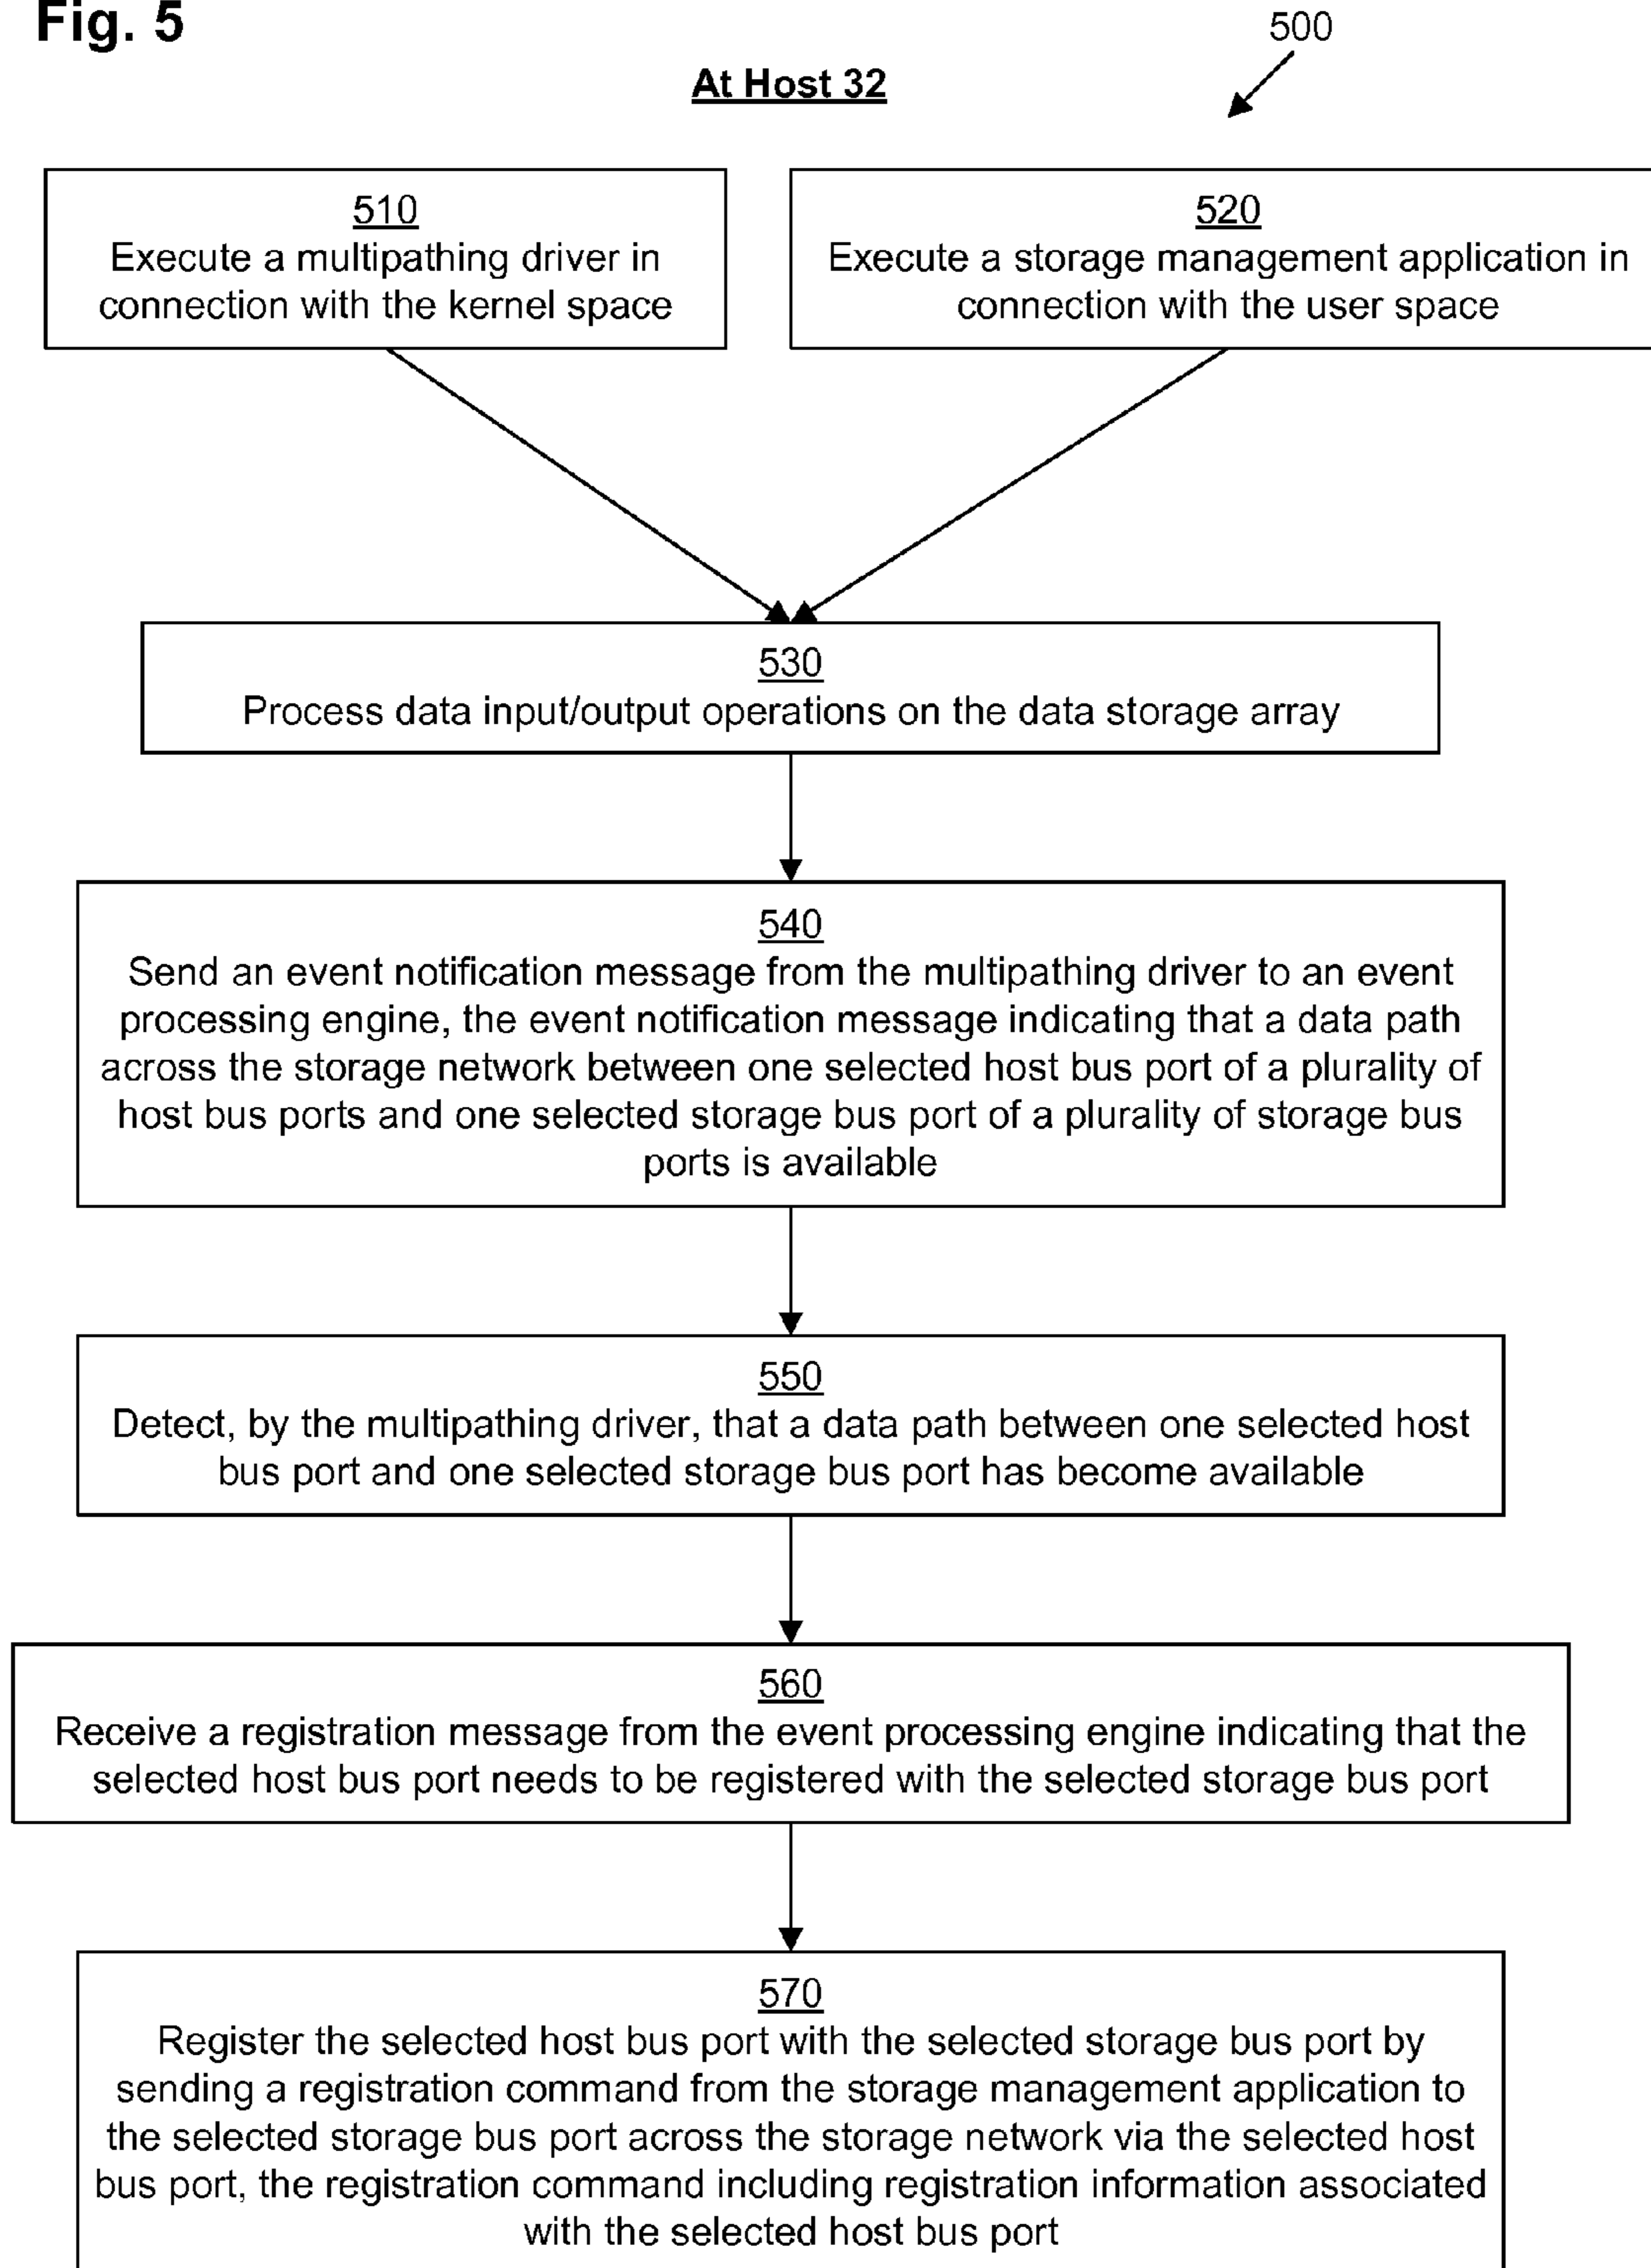 Fig. 5
500
At Host 32
510
Execute a multipathing driver in
connection with the kernel space
520
Execute a storage management application in
connection with the user space
530
Process data input/output operations on the data storage array
540
Send an event notification message from the multipathing driver to an event
processing engine, the event notification message indicating that a data path
across the storage network between one selected host bus port of a plurality of
host bus ports and one selected storage bus port of a plurality of storage bus
ports is available
550
Detect, by the multipathing driver, that a data path between one selected host
bus port and one selected storage bus port has become available
560
Receive a registration message from the event processing engine indicating that the
selected host bus port needs to be registered with the selected storage bus port
570
Register the selected host bus port with the selected storage bus port by
sending a registration command from the storage management application to
the selected storage bus port across the storage network via the selected host
bus port, the registration command including registration information associated
with the selected host bus port